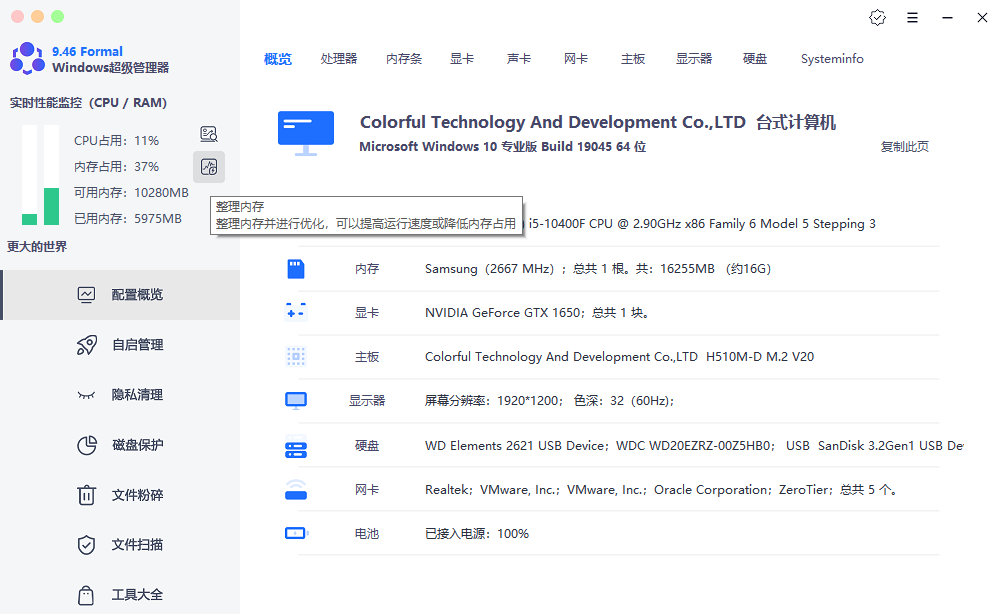 9.46 Formal
Windows超级管理器
实时性能监控（CPU / RAM）
CPU占用：11%
内存占用：37%
可用内存：10280MB
已用内存：5975MB
更大的世界
配置概览
自启管理
隐私清理
磁盘保护
文件粉碎
文件扫描
工具大全
概览 处理器 内存条 显卡 声卡 网卡 主板 显示器 硬盘 Systeminfo
Colorful Technology And Development Co.,LTD 台式计算机
Microsoft Windows 10 专业版 Build 19045 64 位
复制此页
整理内存
整理内存并进行优化，可以提高运行速度或降低内存占用
) i5-10400F CPU @ 2.90GHz x86 Family 6 Model 5 Stepping 3
内存 Samsung（2667 MHz）；总共 1 根。共：16255MB （约16G）
显卡 NVIDIA GeForce GTX 1650；总共 1 块。
主板 Colorful Technology And Development Co.,LTD H510M-D M.2 V20
显示器 屏幕分辨率：1920*1200； 色深：32（60Hz）；
硬盘 WD Elements 2621 USB Device；WDC WD20EZRZ-00Z5HB0； USB SanDisk 3.2Gen1 USB De
网卡 Realtek；VMware, Inc.；VMware, Inc.；Oracle Corporation；ZeroTier；总共 5 个。
电池 已接入电源：100%